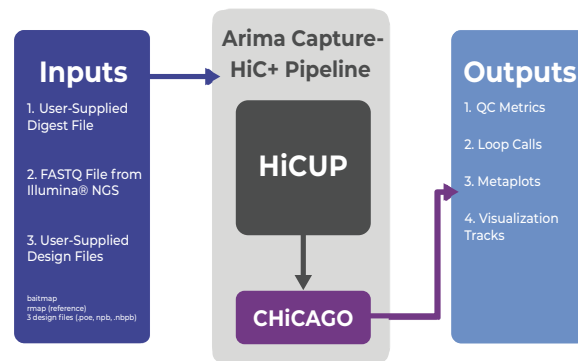 Inputs
1. User-Supplied
Digest File
2. FASTQ File from
Illumina® NGS
3. User-Supplied
Design Files
baitmap
rmap (reference)
3 design files (.poe, npb, .nbpb)
Arima Capture-
HiC+ Pipeline
HiCUP
CHiCAGO
Outputs
1. QC Metrics
2. Loop Calls
3. Metaplots
4. Visualization
Tracks